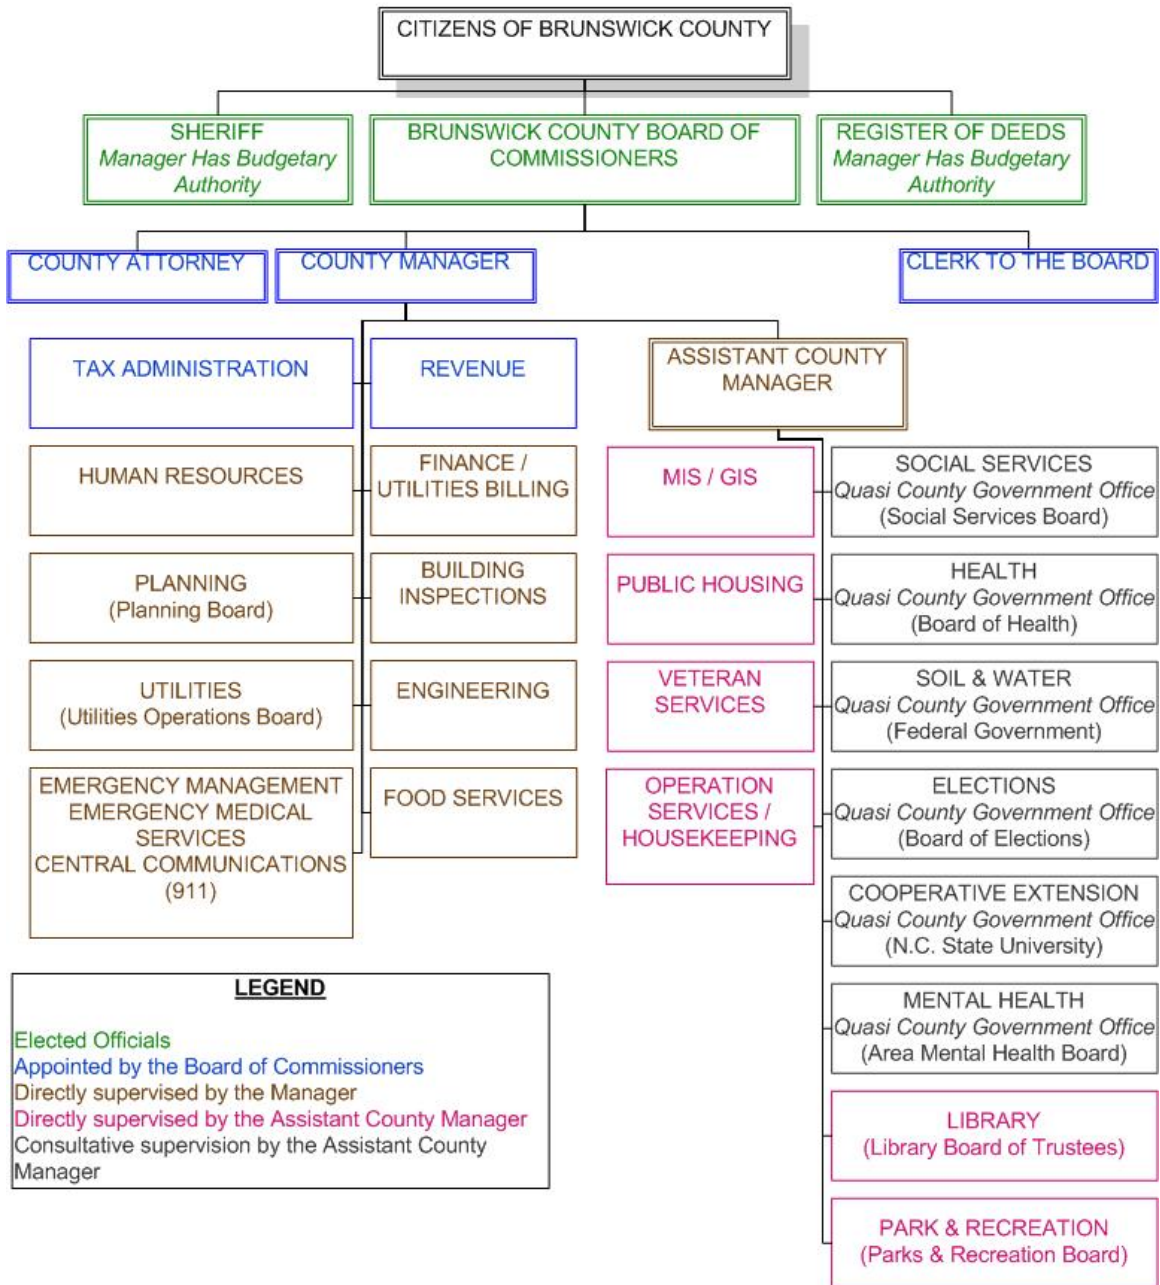 CITIZENS OF BRUNSWICK COUNTY
SHERIFF
Manager Has Budgetary
Authority
BRUNSWICK COUNTY BOARD OF
COMMISSIONERS
REGISTER OF DEEDS
Manager Has Budgetary
Authority
COUNTY ATTORNEY
COUNTY MANAGER
CLERK TO THE BOARD
TAX ADMINISTRATION
REVENUE
ASSISTANT COUNTY
MANAGER
HUMAN RESOURCES
FINANCE /
UTILITIES BILLING
MIS / GIS
SOCIAL SERVICES
Quasi County Government Office
(Social Services Board)
PLANNING
(Planning Board)
BUILDING
INSPECTIONS
PUBLIC HOUSING
HEALTH
Quasi County Government Office
(Board of Health)
UTILITIES
(Utilities Operations Board)
ENGINEERING
VETERAN
SERVICES
SOIL & WATER
Quasi County Government Office
(Federal Government)
EMERGENCY MANAGEMENT
EMERGENCY MEDICAL
SERVICES
CENTRAL COMMUNICATIONS
(911)
FOOD SERVICES
OPERATION
SERVICES /
HOUSEKEEPING
ELECTIONS
Quasi County Government Office
(Board of Elections)
COOPERATIVE EXTENSION
Quasi County Government Office
(N.C. State University)
MENTAL HEALTH
Quasi County Government Office
(Area Mental Health Board)
LIBRARY
(Library Board of Trustees)
PARK & RECREATION
(Parks & Recreation Board)
LEGEND
Elected Officials
Appointed by the Board of Commissioners
Directly supervised by the Manager
Directly supervised by the Assistant County Manager
Consultative supervision by the Assistant County
Manager